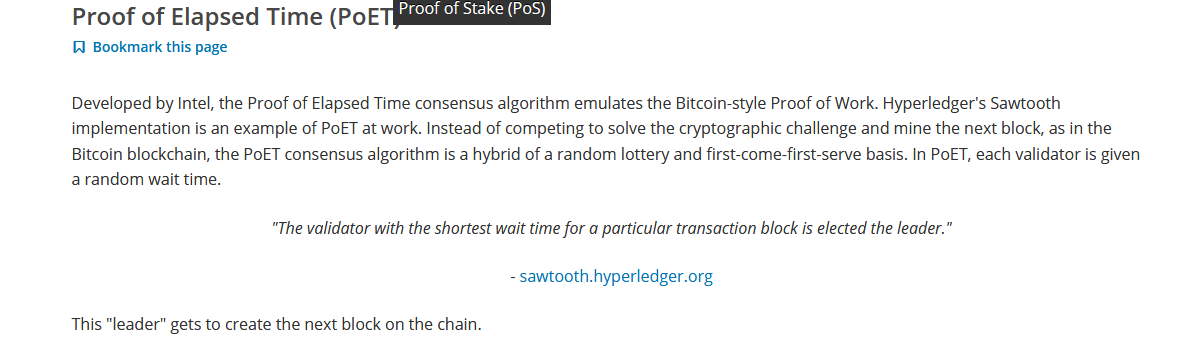 Proof of Elapsed Time (PoET)
Proof of Stake (PoS)
Bookmark this page
Developed by Intel, the Proof of Elapsed Time consensus algorithm emulates the Bitcoin-style Proof of Work. Hyperledger's Sawtooth
implementation is an example of PoET at work. Instead of competing to solve the cryptographic challenge and mine the next block, as in the
Bitcoin blockchain, the PoET consensus algorithm is a hybrid of a random lottery and first-come-first-serve basis. In PoET, each validator is given
a random wait time.
"The validator with the shortest wait time for a particular transaction block is elected the leader."
- sawtooth.hyperledger.org
This "leader" gets to create the next block on the chain.